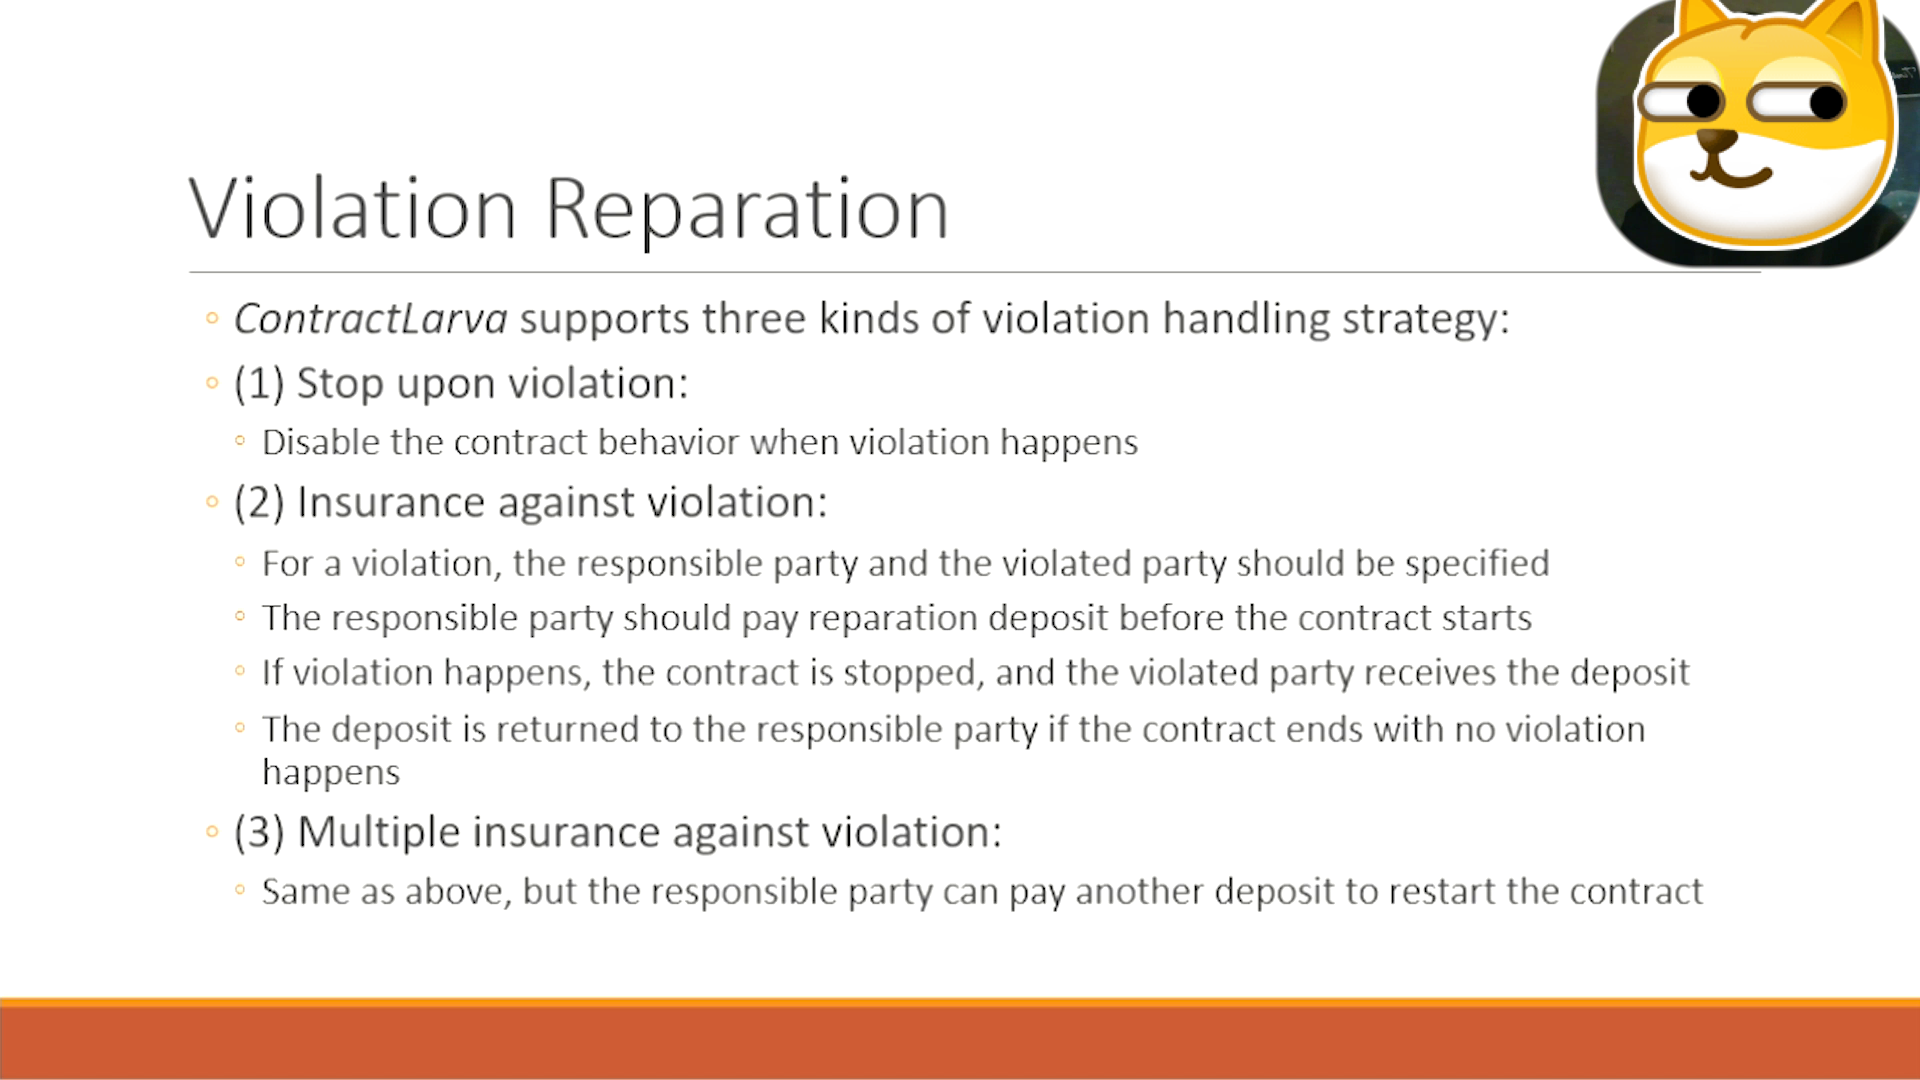 Violation Reparation
ContractLarva supports three kinds of violation handling strategy:
(1) Stop upon violation:
Disable the contract behavior when violation happens
(2) Insurance against violation:
For a violation, the responsible party and the violated party should be specified
The responsible party should pay reparation deposit before the contract starts
If violation happens, the contract is stopped, and the violated party receives the deposit
The deposit is returned to the responsible party if the contract ends with no violation
happens
(3) Multiple insurance against violation:
Same as above, but the responsible party can pay another deposit to restart the contract